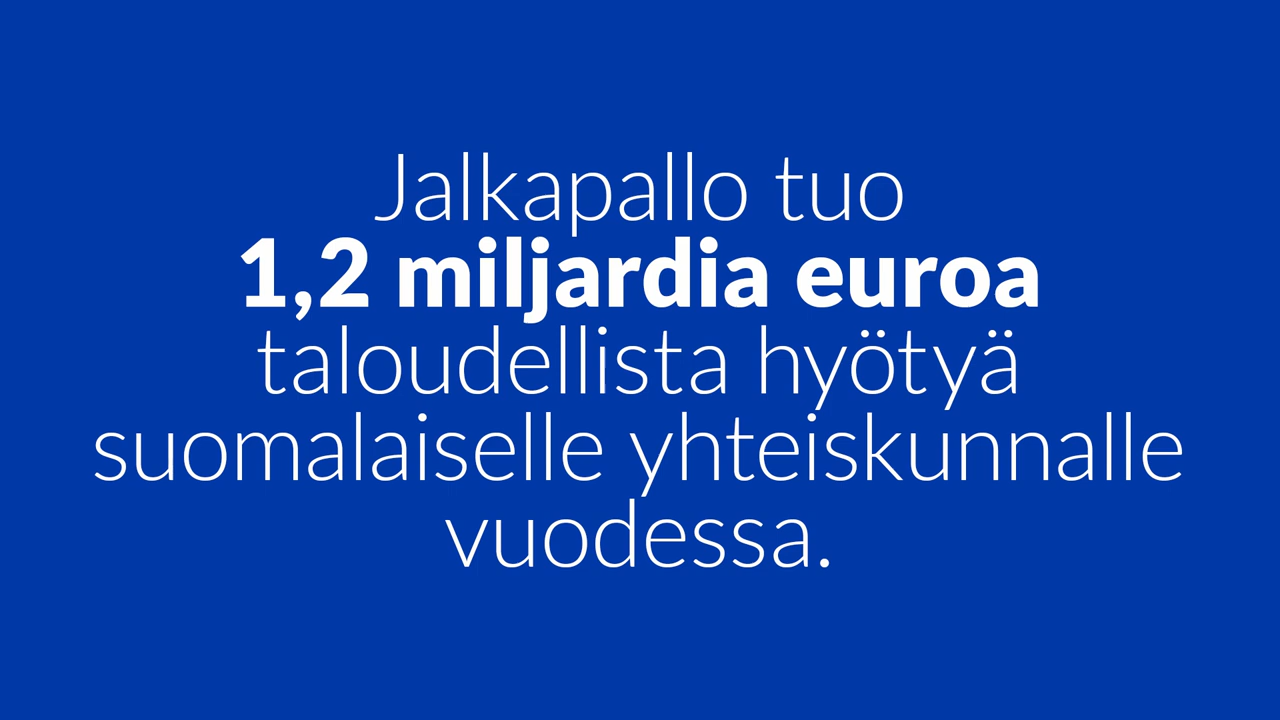 Jalkapallo tuo
1,2 miljardia euroa
taloudellista hyötyä
suomalaiselle yhteiskunnalle
vuodessa.